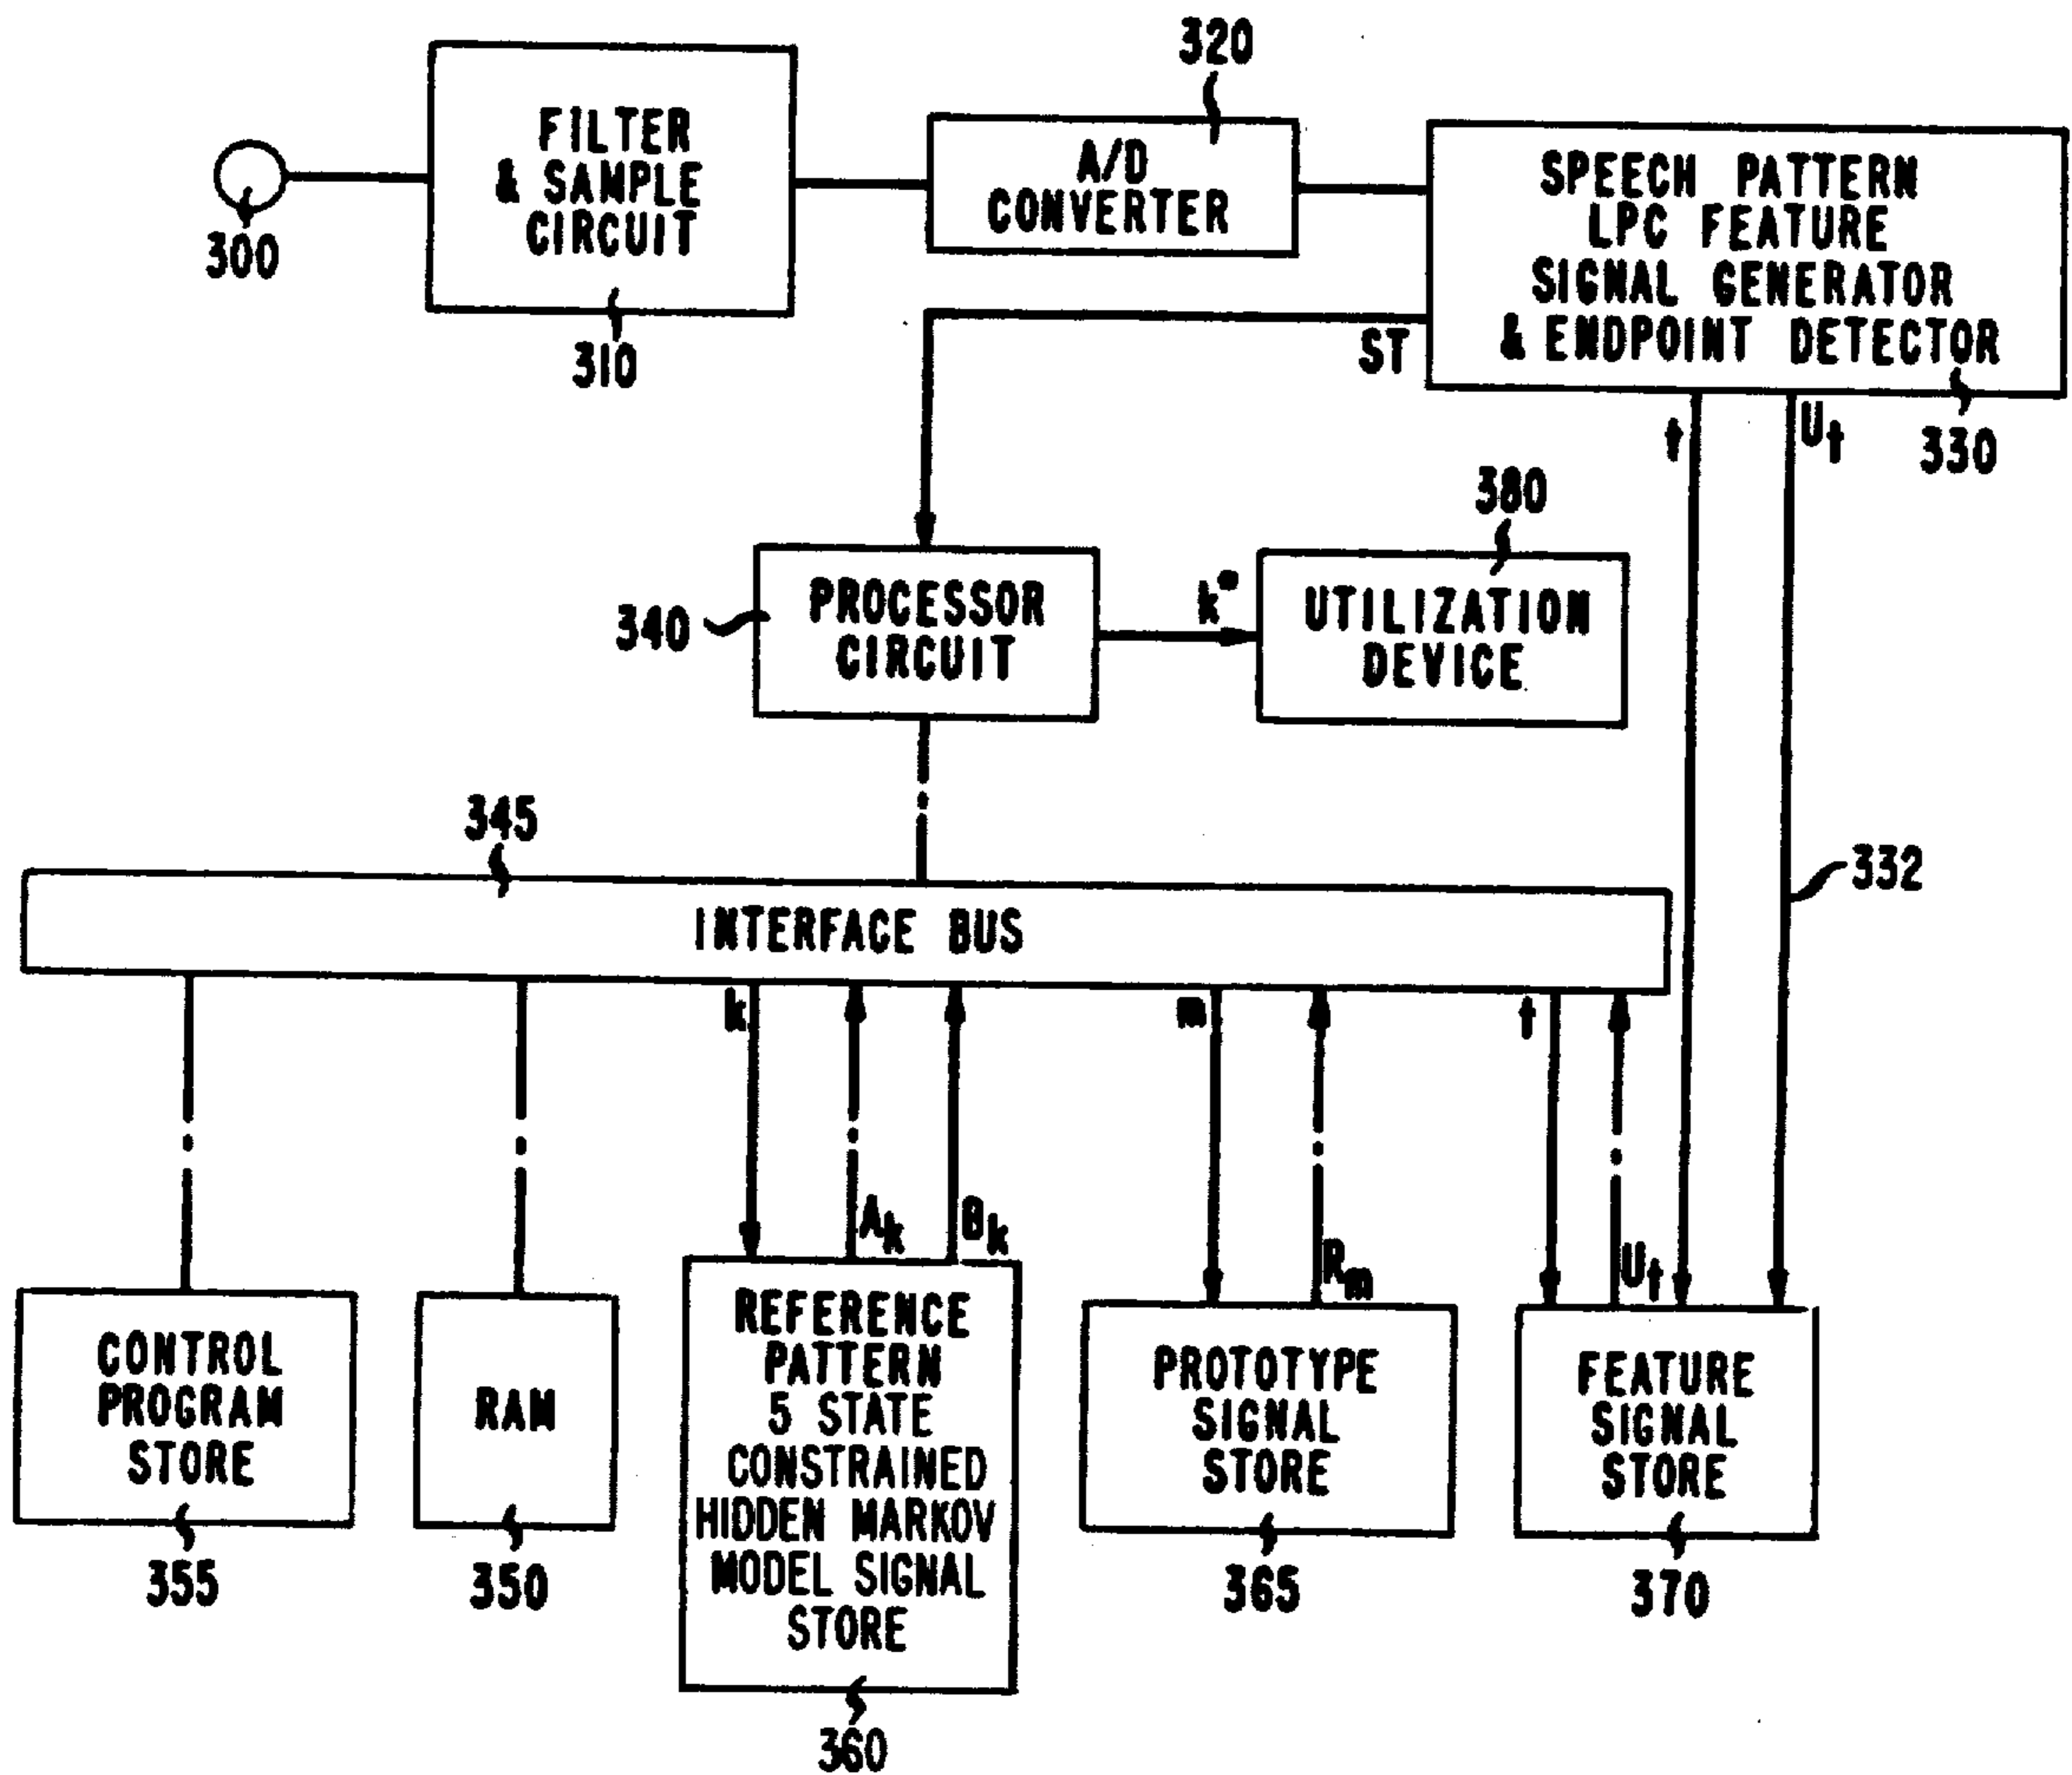 320
FILTER
& SAMPLE
CIRCUIT
A/D
CONVERTER
SPEECH PATTERN
LPC FEATURE
SIGNAL GENERATOR
& ENDPOINT DETECTOR
300
310
ST
t
Ut
330
380
340
PROCESSOR
CIRCUIT
k*
UTILIZATION
DEVICE
345
332
INTERFACE BUS
k
m
t
Ak
Bk
Rm
Ut
CONTROL
PROGRAM
STORE
RAM
REFERENCE
PATTERN
5 STATE
CONSTRAINED
HIDDEN MARKOV
MODEL SIGNAL
STORE
PROTOTYPE
SIGNAL
STORE
FEATURE
SIGNAL
STORE
355
350
360
365
370